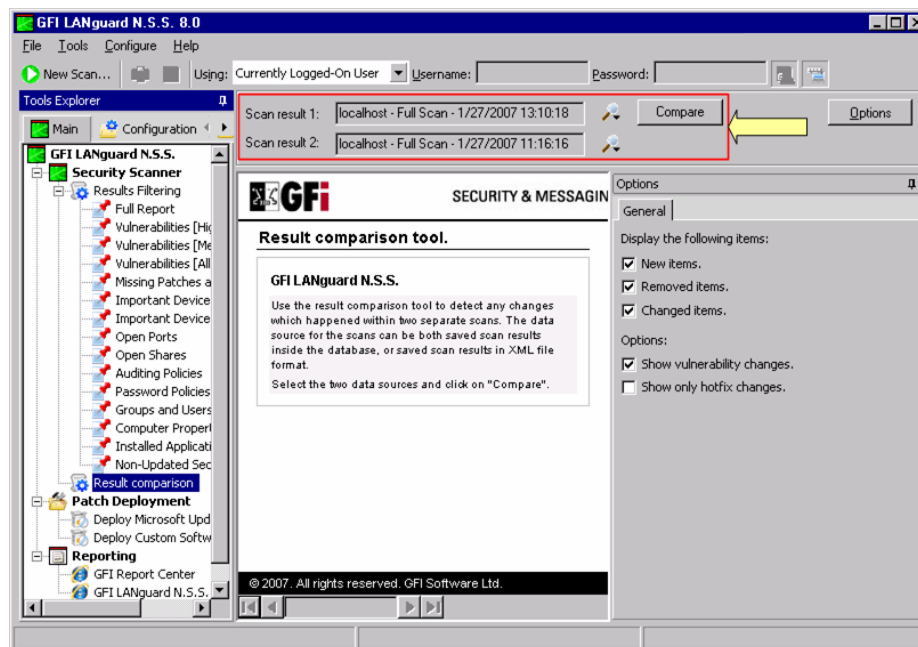 GFI LANguard N.S.S. 8.0
File Tools Configure Help
New Scan... Using: Currently Logged-On User Username: Password:
Tools Explorer
Main Configuration
GFI LANguard N.S.S.
Security Scanner
Results Filtering
Full Report
Vulnerabilities [Hig
Vulnerabilities [Me
Vulnerabilities [All
Missing Patches a
Important Device
Important Device
Open Ports
Open Shares
Auditing Policies
Password Policies
Groups and Users
Computer Propert
Installed Applicati
Non-Updated Sec
Result comparison
Patch Deployment
Deploy Microsoft Upd
Deploy Custom Softw
Reporting
GFI Report Center
GFI LANguard N.S.S.
Scan result 1: localhost - Full Scan - 1/27/2007 13:10:18 Compare Options
Scan result 2: localhost - Full Scan - 1/27/2007 11:16:16
GFi SECURITY & MESSAGIN
Result comparison tool.
GFI LANguard N.S.S.
Use the result comparison tool to detect any changes
which happened within two separate scans. The data
source for the scans can be both saved scan results
inside the database, or saved scan results in XML file
format.
Select the two data sources and click on "Compare".
© 2007. All rights reserved. GFI Software Ltd.
Options
General
Display the following items:
New items.
Removed items.
Changed items.
Options:
Show vulnerability changes.
Show only hotfix changes.